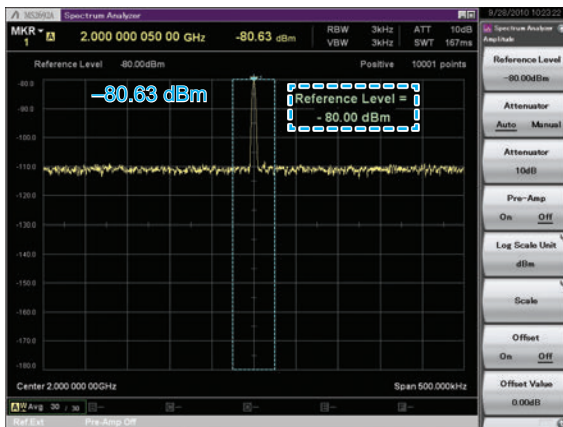 MS2692A Spectrum Analyzer
9/28/2010 10:23:22
MKR
1
A
2.000 000 050 00 GHz
-80.63 dBm
RBW 3kHz
VBW 3kHz
ATT 10dB
SWT 167ms
Spectrum Analyzer
Amplitude
Reference Level -80.00dBm
Positive 10001 points
–80.63 dBm
Reference Level =
- 80.00 dBm
-80.0
-90.0
-100.0
-110.0
-120.0
-130.0
-140.0
-150.0
-160.0
-170.0
-180.0
Center 2.000 000 00GHz
Span 500.000kHz
Avg 30 / 30
Ref.Ext Pre-Amp Off
Reference Level
-80.00dBm
Attenuator
Auto Manual
Attenuator
10dB
Pre-Amp
On Off
Log Scale Unit
dBm
Scale
Offset
On Off
Offset Value
0.00dB